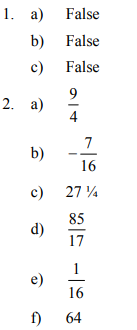 1. a) False
b) False
c) False
2. a) 9/4
b) -7/16
c) 27 ¼
d) 85/17
e) 1/16
f) 64